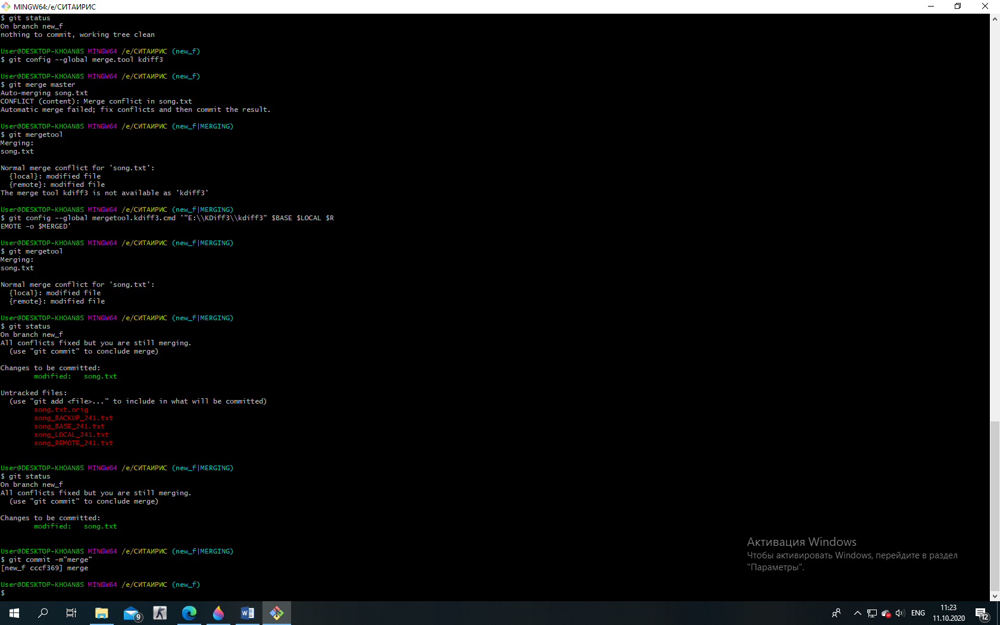 MINGW64:/e/СИТАИРИС
$ git status
On branch new_f
nothing to commit, working tree clean
User@DESKTOP-KHOAN8S MINGW64 /e/СИТАИРИС (new_f)
$ git config --global merge.tool kdiff3
User@DESKTOP-KHOAN8S MINGW64 /e/СИТАИРИС (new_f)
$ git merge master
Auto-merging song.txt
CONFLICT (content): Merge conflict in song.txt
Automatic merge failed; fix conflicts and then commit the result.
User@DESKTOP-KHOAN8S MINGW64 /e/СИТАИРИС (new_f|MERGING)
$ git mergetool
Merging:
song.txt
Normal merge conflict for 'song.txt':
{local}: modified file
{remote}: modified file
The merge tool kdiff3 is not available as 'kdiff3'
User@DESKTOP-KHOAN8S MINGW64 /e/СИТАИРИС (new_f|MERGING)
$ git config --global mergetool.kdiff3.cmd '"E:\\KDiff3\\kdiff3" $BASE $LOCAL $R
EMOTE -o $MERGED'
User@DESKTOP-KHOAN8S MINGW64 /e/СИТАИРИС (new_f|MERGING)
$ git mergetool
Merging:
song.txt
Normal merge conflict for 'song.txt':
{local}: modified file
{remote}: modified file
User@DESKTOP-KHOAN8S MINGW64 /e/СИТАИРИС (new_f|MERGING)
$ git status
On branch new_f
All conflicts fixed but you are still merging.
(use "git commit" to conclude merge)
Changes to be committed:
modified:   song.txt
Untracked files:
(use "git add <file>..." to include in what will be committed)
song.txt.orig
song_BACKUP_241.txt
song_BASE_241.txt
song_LOCAL_241.txt
song_REMOTE_241.txt
User@DESKTOP-KHOAN8S MINGW64 /e/СИТАИРИС (new_f|MERGING)
$ git status
On branch new_f
All conflicts fixed but you are still merging.
(use "git commit" to conclude merge)
Changes to be committed:
modified:   song.txt
User@DESKTOP-KHOAN8S MINGW64 /e/СИТАИРИС (new_f|MERGING)
$ git commit -m"merge"
[new_f cccf369] merge
User@DESKTOP-KHOAN8S MINGW64 /e/СИТАИРИС (new_f)
$
Активация Windows
Чтобы активировать Windows, перейдите в раздел
"Параметры".
9
W
ENG
11:23
11.10.2020
12